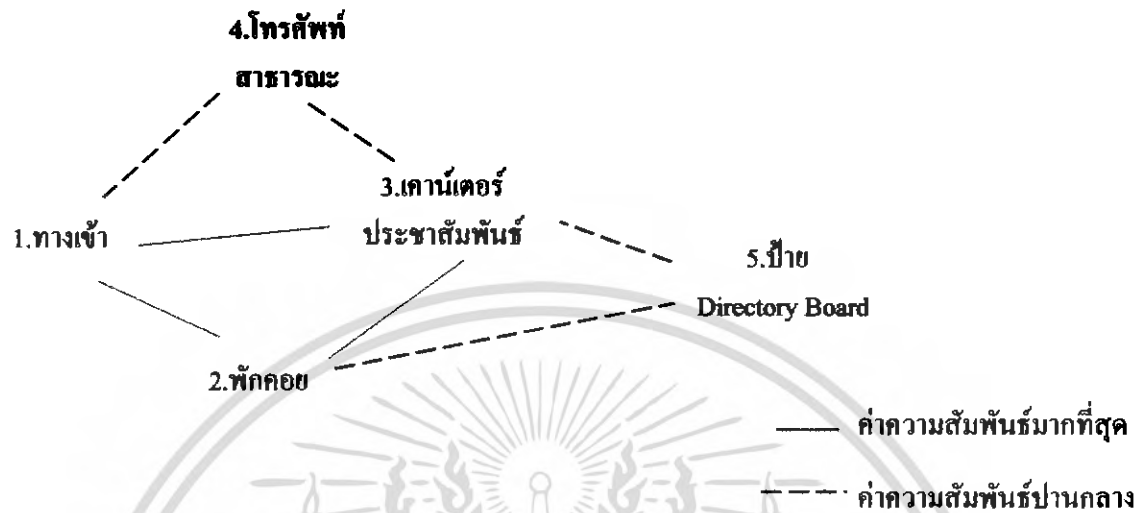 4.โทรศัพท์
สาธารณะ
3.เคาน์เตอร์
ประชาสัมพันธ์
1.ทางเข้า
5.ป้าย
Directory Board
2.พักคอย
ค่าความสัมพันธ์มากที่สุด
ค่าความสัมพันธ์ปานกลาง